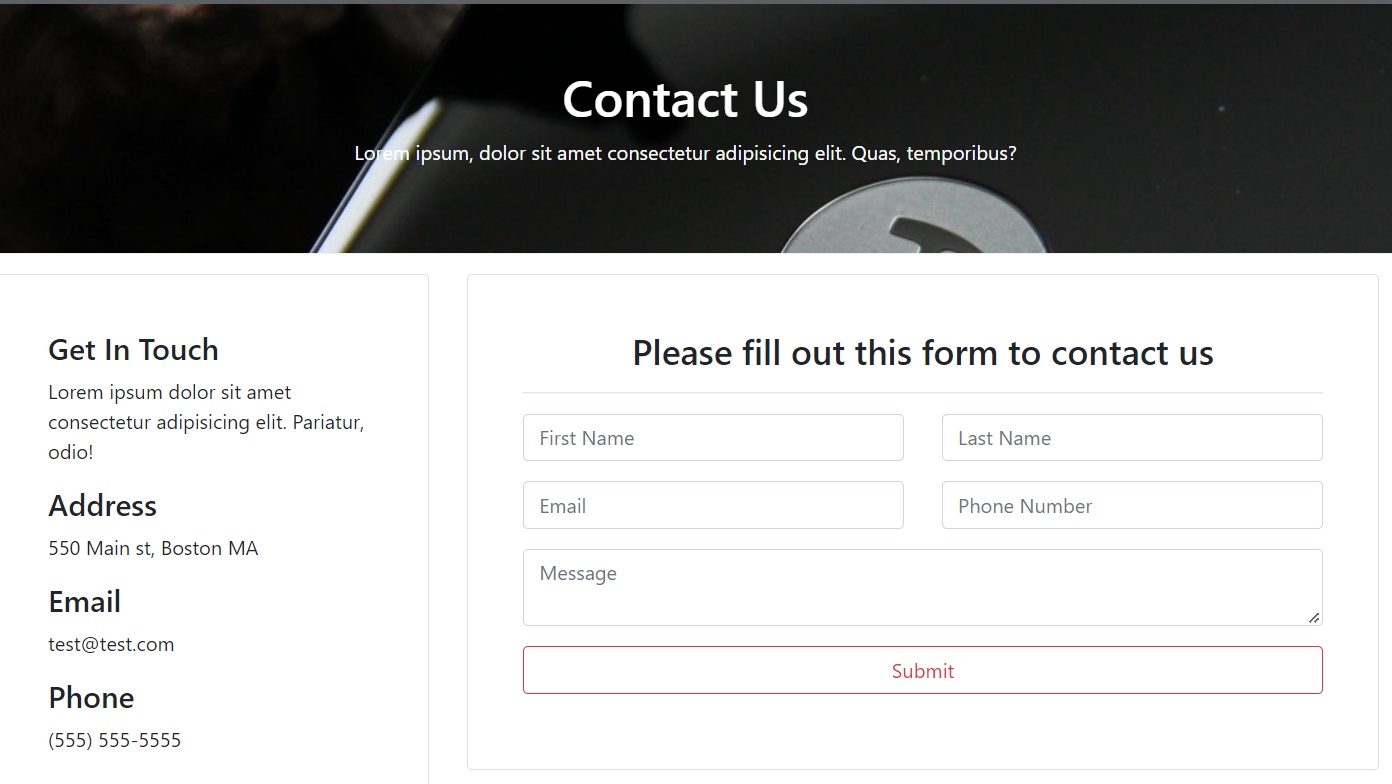 Contact Us
Lorem ipsum, dolor sit amet consectetur adipisicing elit. Quas, temporibus?
Get In Touch
Lorem ipsum dolor sit amet
consectetur adipisicing elit. Pariatur,
odio!
Address
550 Main st, Boston MA
Email
test@test.com
Phone
(555) 555-5555
Please fill out this form to contact us
First Name
Last Name
Email
Phone Number
Message
Submit